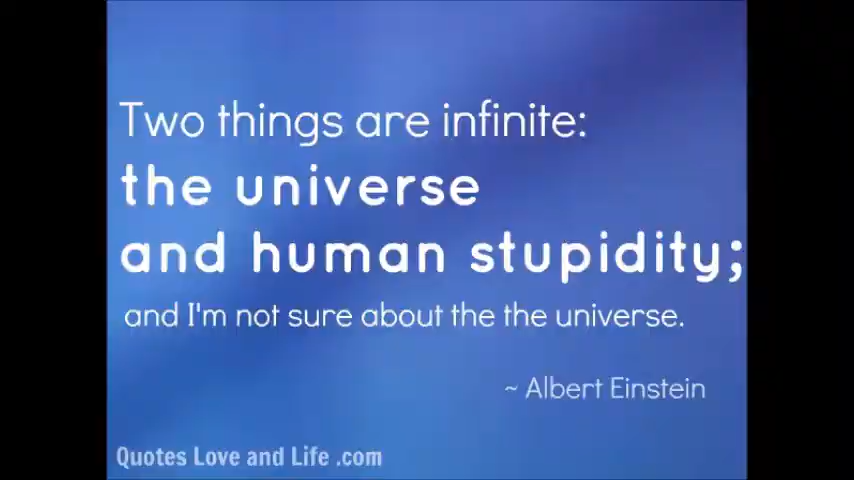 Two things are infinite:
the universe
and human stupidity;
and I'm not sure about the the universe.
~ Albert Einstein
Quotes Love and Life .com